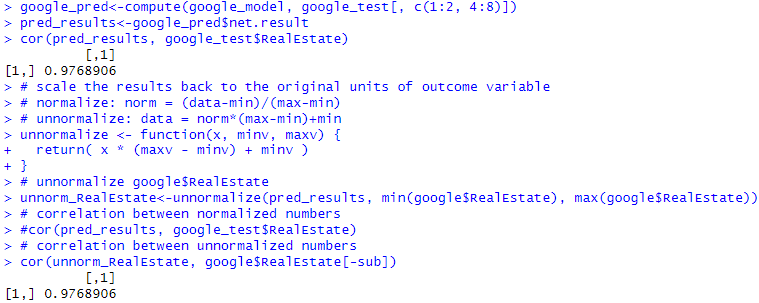 > google_pred<-compute(google_model, google_test[, c(1:2, 4:8)])
> pred_results<-google_pred$net.result
> cor(pred_results, google_test$RealEstate)
          [,1]
[1,] 0.9768906
> # scale the results back to the original units of outcome variable
> # normalize: norm = (data-min)/(max-min)
> # unnormalize: data = norm*(max-min)+min
> unnormalize <- function(x, minv, maxv) {
+   return( x * (maxv - minv) + minv )
+ }
> # unnormalize google$RealEstate
> unnorm_RealEstate<-unnormalize(pred_results, min(google$RealEstate), max(google$RealEstate))
> # correlation between normalized numbers
> #cor(pred_results, google_test$RealEstate)
> # correlation between unnormalized numbers
> cor(unnorm_RealEstate, google$RealEstate[-sub])
          [,1]
[1,] 0.9768906